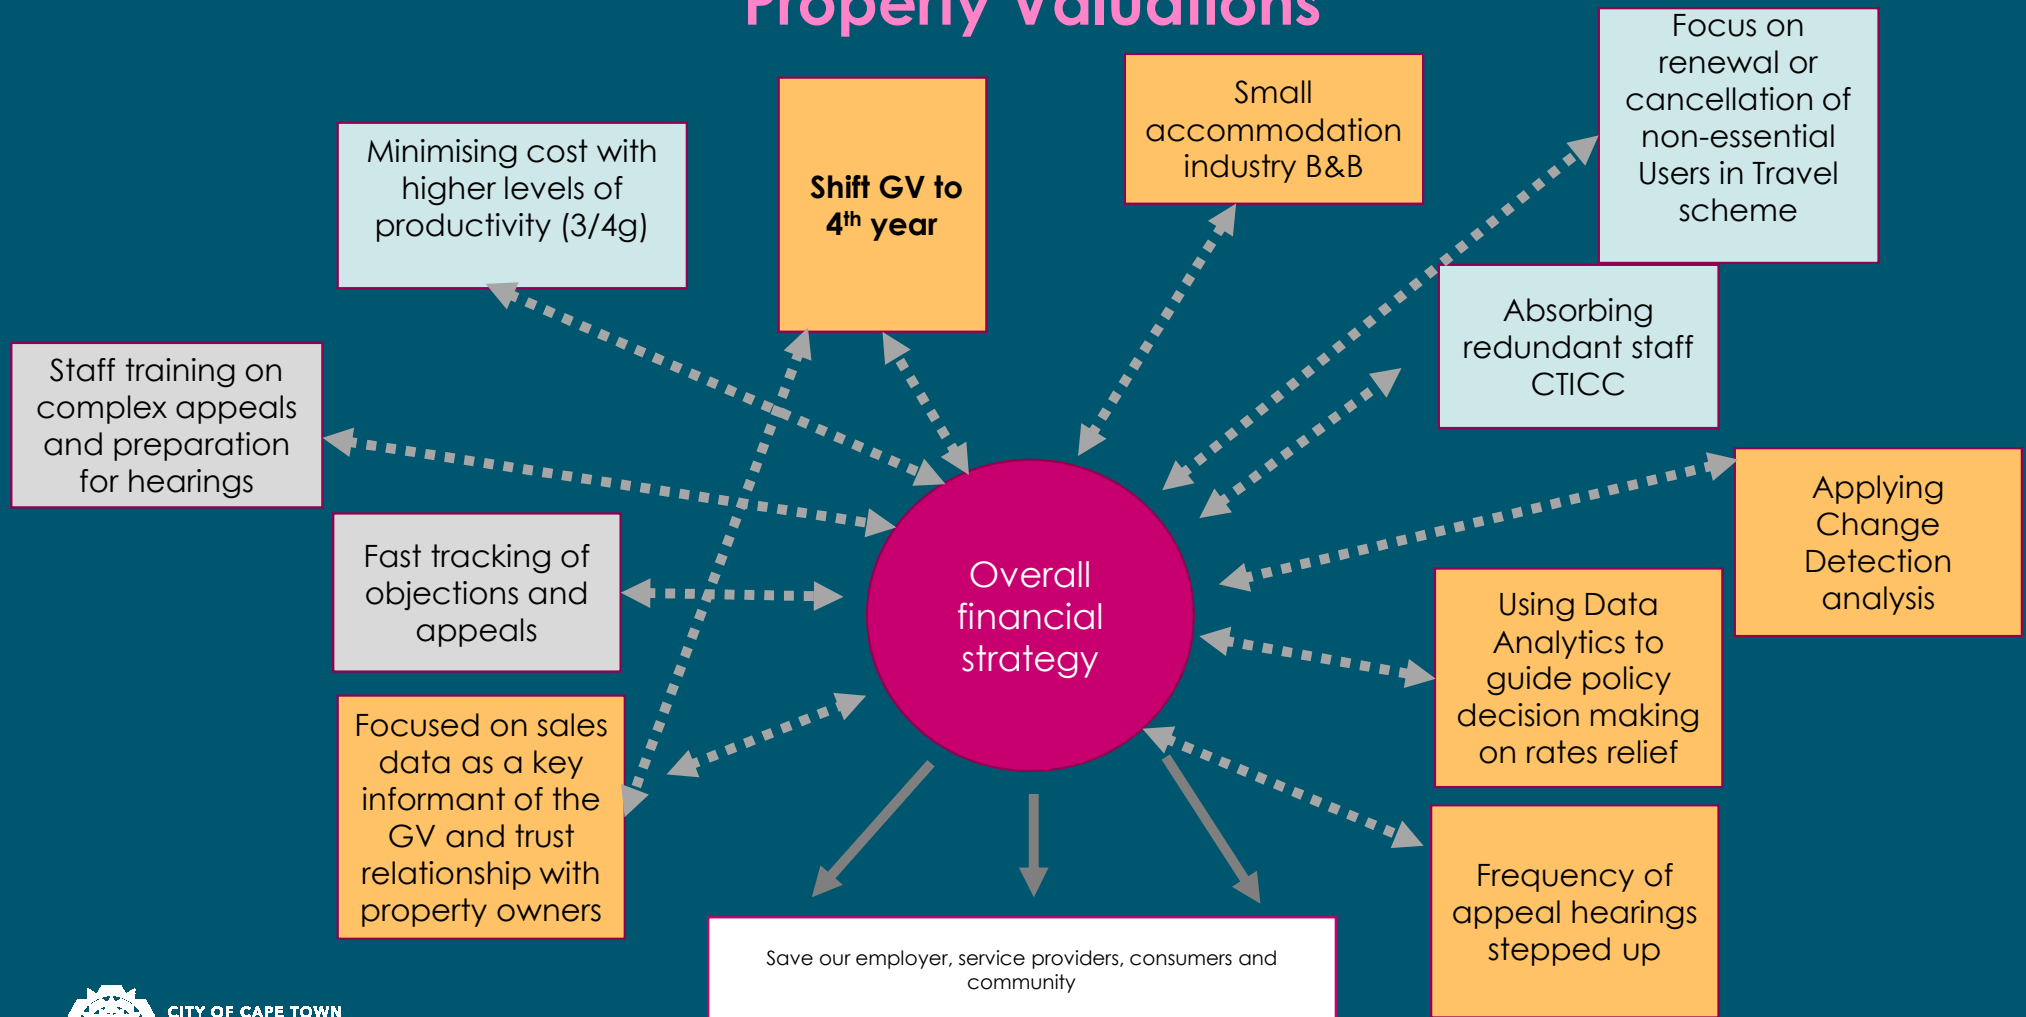 Property Valuations
Focus on
renewal or
cancellation of
non-essential
Users in Travel
scheme
Small
accommodation
industry B&B
Shift GV to
4th year
Minimising cost with
higher levels of
productivity (3/4g)
Absorbing
redundant staff
CTICC
Staff training on
complex appeals
and preparation
for hearings
Applying
Change
Detection
analysis
Fast tracking of
objections and
appeals
Overall
financial
strategy
Using Data
Analytics to
guide policy
decision making
on rates relief
Focused on sales
data as a key
informant of the
GV and trust
relationship with
property owners
Frequency of
appeal hearings
stepped up
Save our employer, service providers, consumers and
community
CITY OF CAPE TOWN